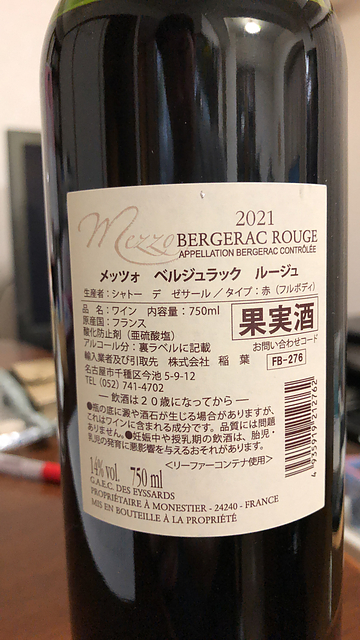 2021
Mezzo BERGERAC ROUGE
APPELLATION BERGERAC CONTRÔLÉE
メッツォ ベルジュラック ルージュ
生産者：シャトー デ ゼサール／タイプ：赤（フルボディ）
品名：ワイン 内容量：750ml
原産国：フランス
酸化防止剤（亜硫酸塩）
アルコール分：裏ラベルに記載
果実酒
お問い合わせコード
FB-276
輸入業者及び引取先 株式会社 稲葉
名古屋市千種区今池5-9-12
TEL (052) 741-4702
―飲酒は２０歳になってから―
●瓶の底に澱や酒石が生じる場合がありますが、
これはワインに含まれる成分です。品質には問題
ありません。●妊娠中や授乳期の飲酒は、胎児・
乳児の発育に悪影響を与えるおそれがあります。
<リーファーコンテナ使用>
14% vol. 750 ml
G.A.E.C. DES EYSSARDS
PROPRIÉTAIRE À MONESTIER - 24240 - FRANCE
MIS EN BOUTEILLE À LA PROPRIÉTÉ
4 935919 212762